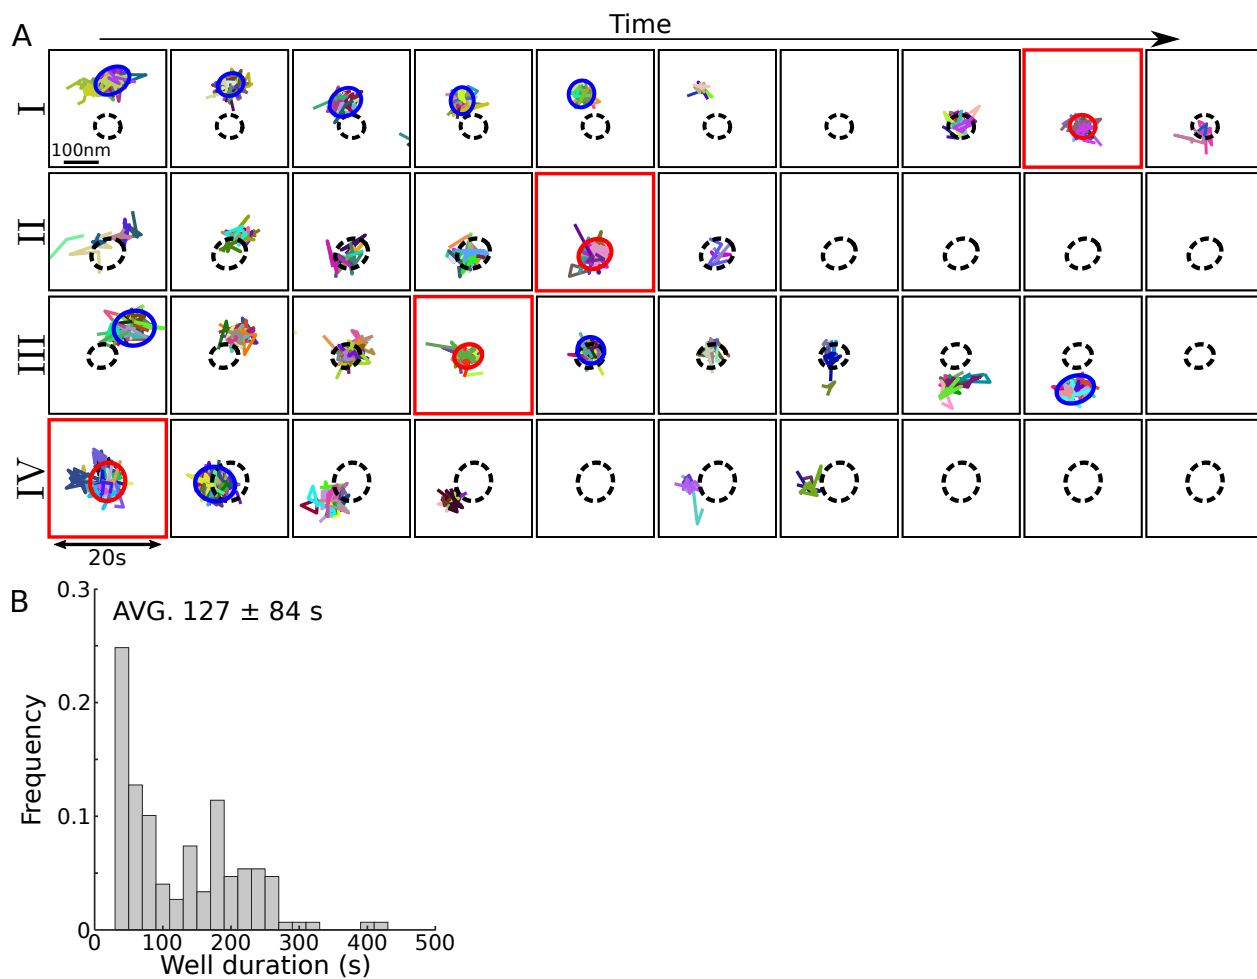 A
Time
I
100nm
II
III
IV
20s
B
AVG. 127 ± 84 s
0.3
0.2
0.1
0
Frequency
0 100 200 300 400 500
Well duration (s)